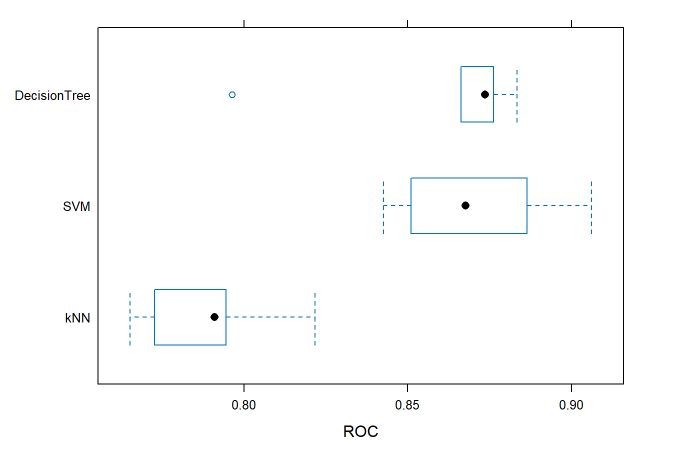 DecisionTree
SVM
kNN
0.80 0.85 0.90
ROC